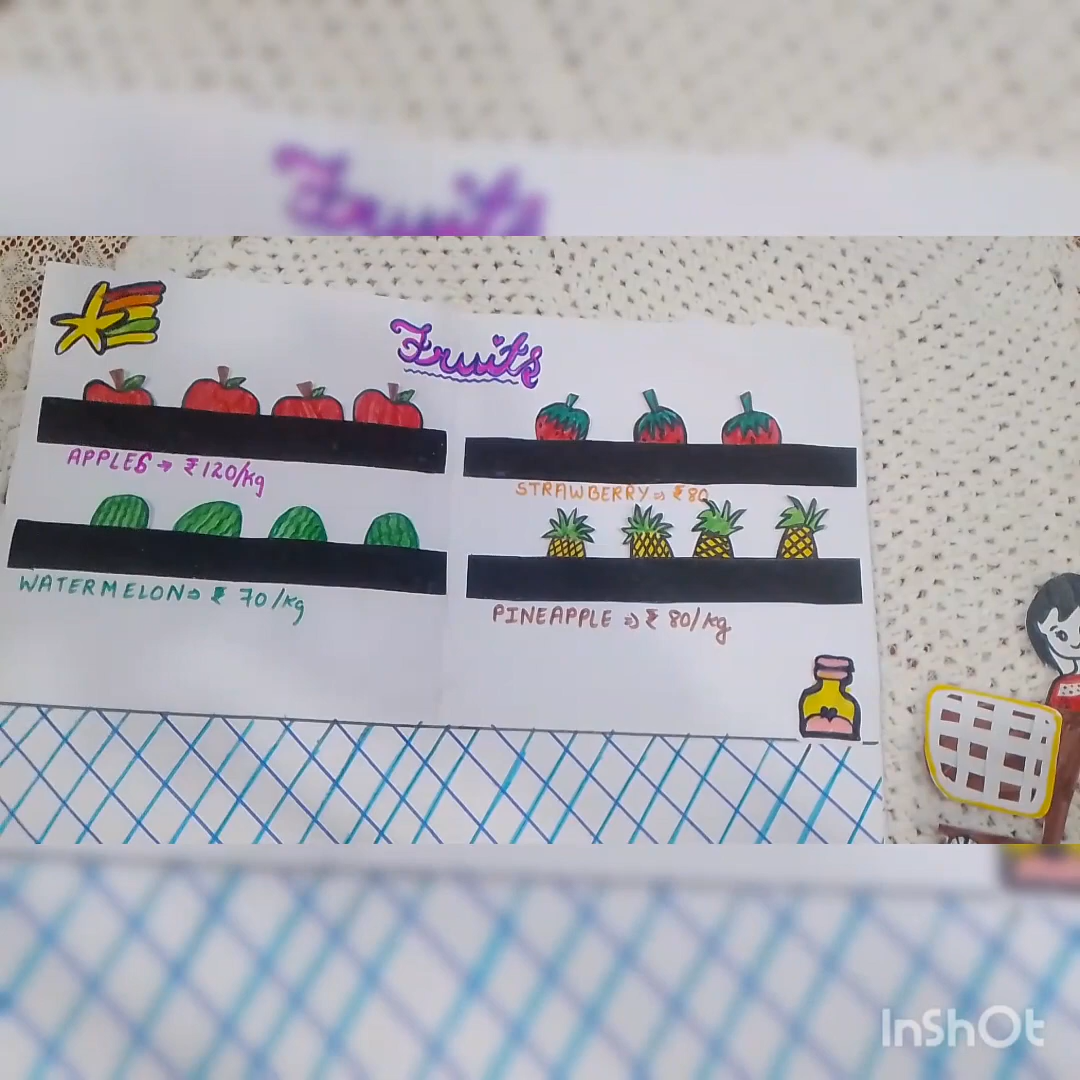 Fruits
APPLES → ₹120/kg
STRAWBERRY ⇒ ₹80
WATERMELON ⇒ ₹ 70/kg
PINEAPPLE ⇒ ₹ 80/kg
InShOt